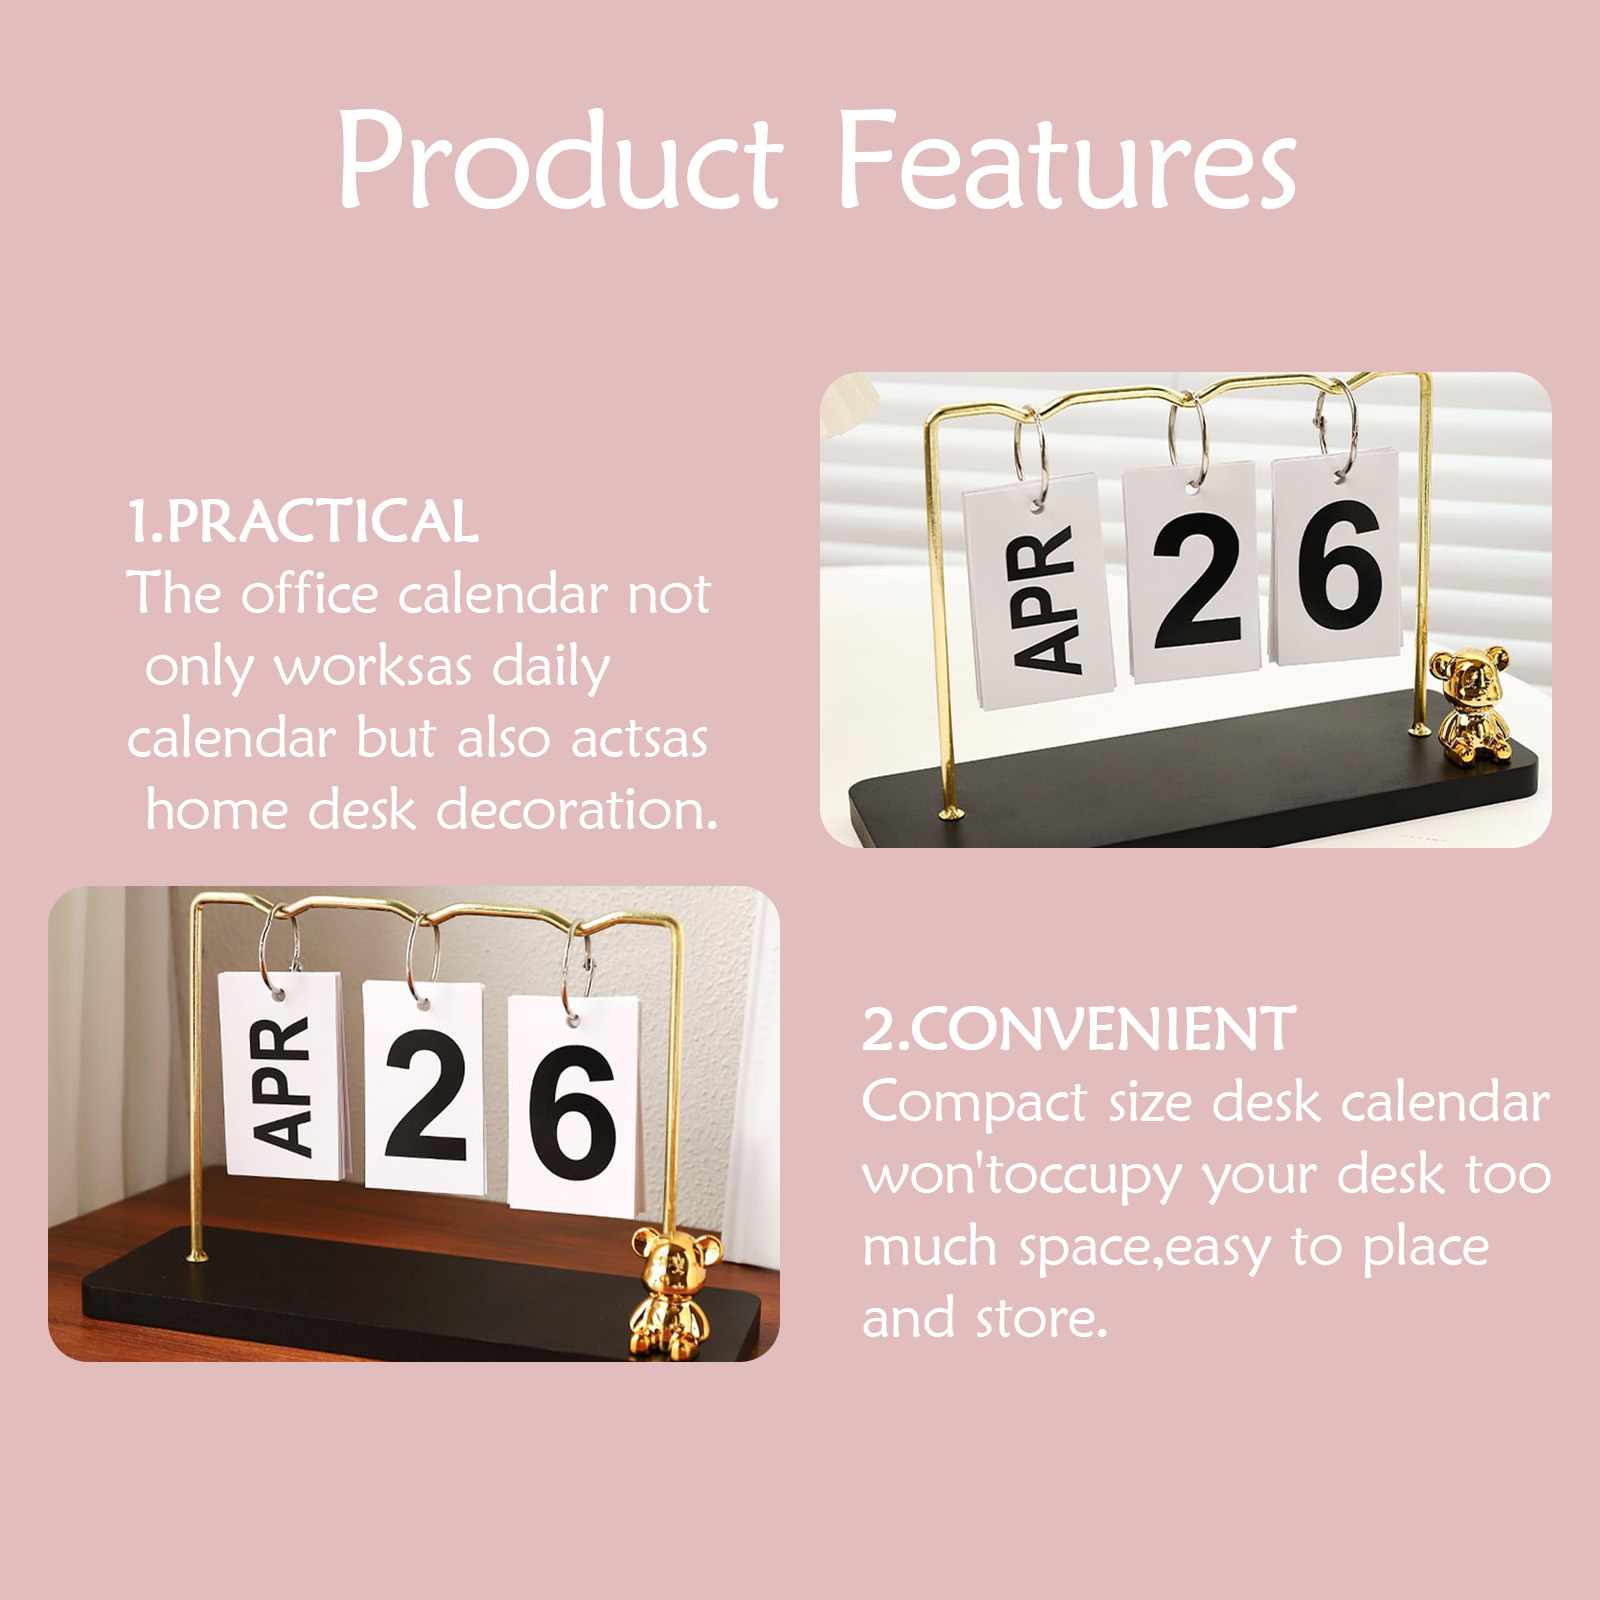 Product Features
1.PRACTICAL
The office calendar not
only worksas daily
calendar but also actsas
home desk decoration.
APR
2
6
APR
2
6
2.CONVENIENT
Compact size desk calendar
won'toccupy your desk too
much space,easy to place
and store.